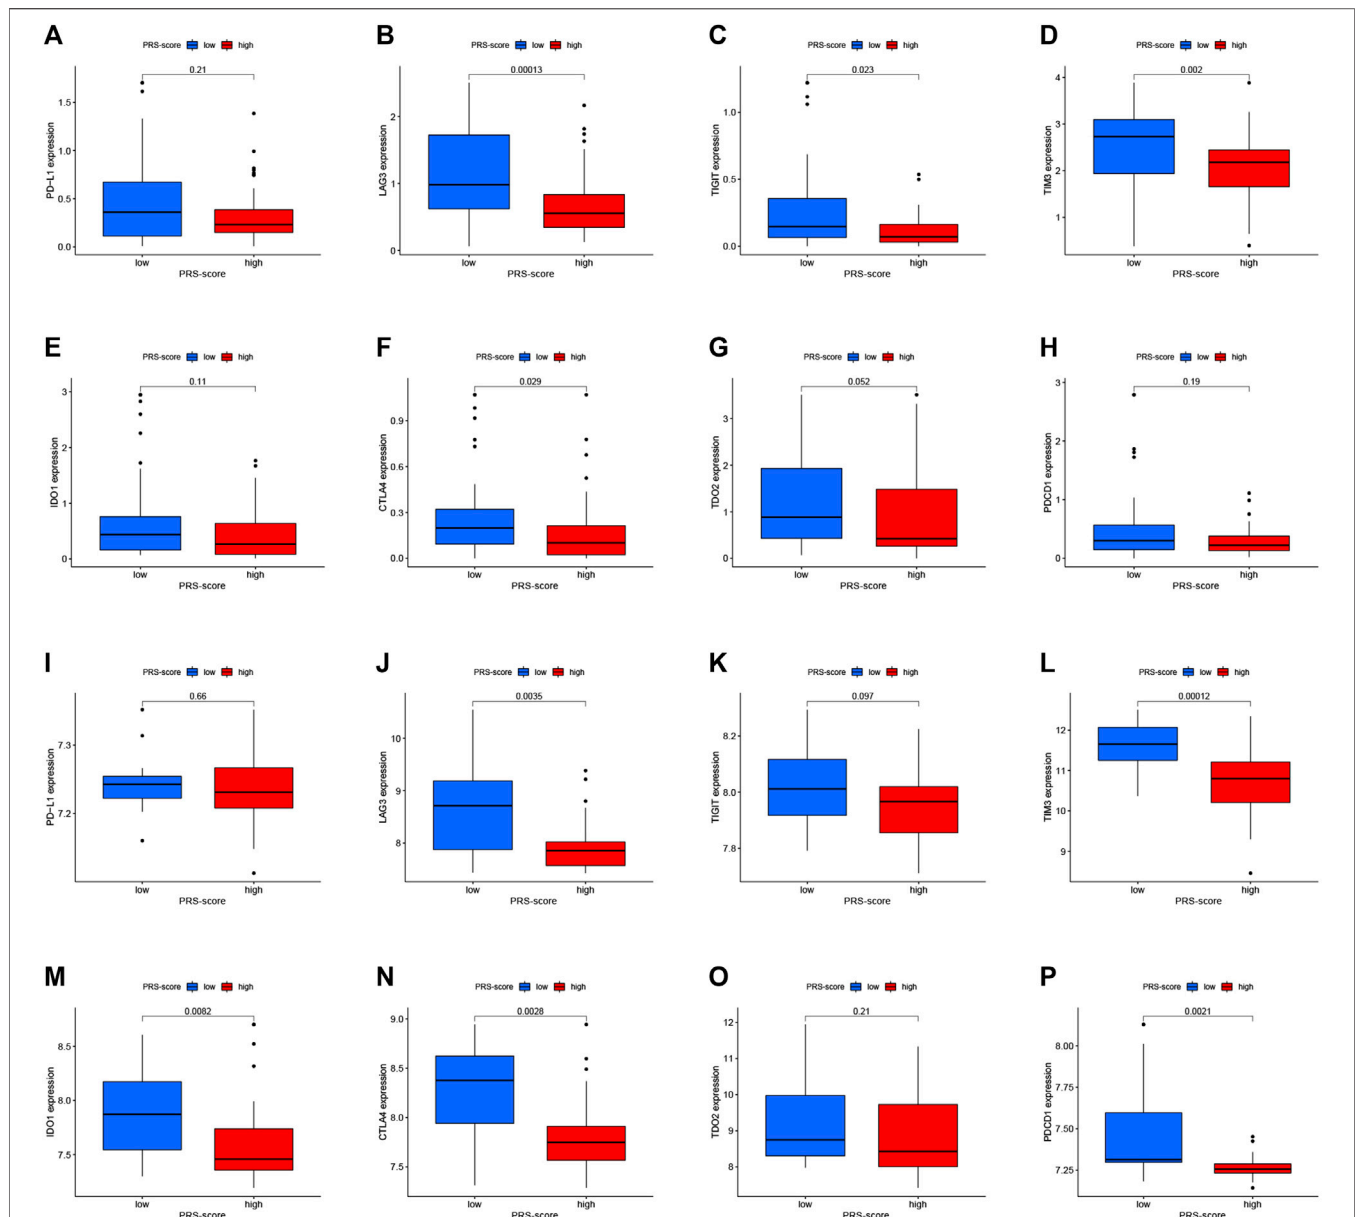 A
PRS-score low high
0.21
PD-L1 expression
1.5
1.0
0.5
0.0
low high
PRS-score
B
PRS-score low high
0.00013
LAG3 expression
2
1
0
low high
PRS-score
C
PRS-score low high
0.023
TIGIT expression
1.0
0.5
0.0
low high
PRS-score
D
PRS-score low high
0.002
TIM3 expression
4
3
2
1
low high
PRS-score
E
PRS-score low high
0.11
IDO1 expression
3
2
1
0
low high
PRS-score
F
PRS-score low high
0.029
CTLA4 expression
0.9
0.6
0.3
0.0
low high
PRS-score
G
PRS-score low high
0.052
TDO2 expression
3
2
1
0
low high
PRS-score
H
PRS-score low high
0.19
PDCD1 expression
3
2
1
0
low high
PRS-score
I
PRS-score low high
0.66
PD-L1 expression
7.3
7.2
low high
PRS-score
J
PRS-score low high
0.0035
LAG3 expression
10
9
8
low high
PRS-score
K
PRS-score low high
0.097
TIGIT expression
8.2
8.0
7.8
low high
PRS-score
L
PRS-score low high
0.00012
TIM3 expression
12
11
10
9
low high
PRS-score
M
PRS-score low high
0.0082
IDO1 expression
8.5
8.0
7.5
low high
PRS-score
N
PRS-score low high
0.0028
CTLA4 expression
9.0
8.5
8.0
7.5
low high
PRS-score
O
PRS-score low high
0.21
TDO2 expression
12
11
10
9
8
low high
PRS-score
P
PRS-score low high
0.0021
PDCD1 expression
8.00
7.75
7.50
7.25
low high
PRS-score